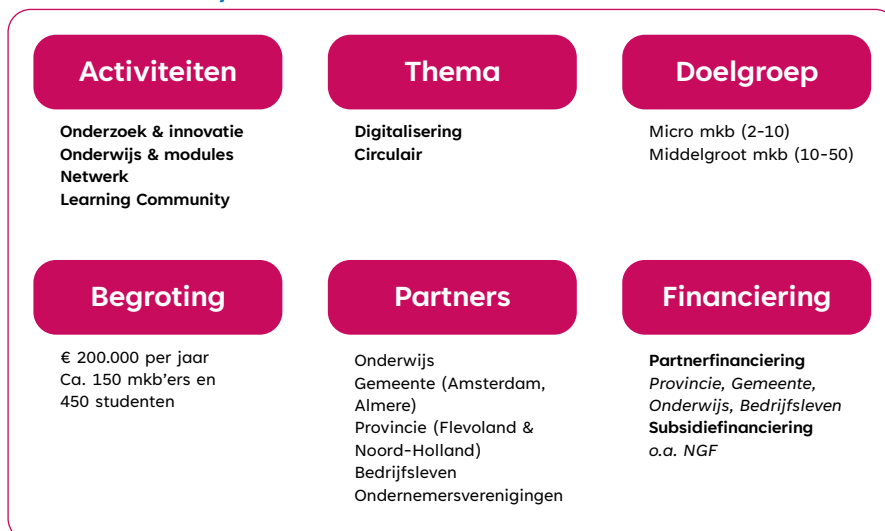 Activiteiten
Onderzoek & innovatie
Onderwijs & modules
Netwerk
Learning Community
Thema
Digitalisering
Circulair
Doelgroep
Micro mkb (2-10)
Middelgroot mkb (10-50)
Begroting
€ 200.000 per jaar
Ca. 150 mkb’ers en
450 studenten
Partners
Onderwijs
Gemeente (Amsterdam,
Almere)
Provincie (Flevoland &
Noord-Holland)
Bedrijfsleven
Ondernemersverenigingen
Financiering
Partnerfinanciering
Provincie, Gemeente,
Onderwijs, Bedrijfsleven
Subsidiefinanciering
o.a. NGF